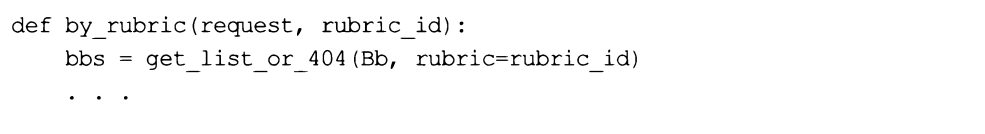 def by_rubric(request, rubric_id):
    bbs = get_list_or_404(Bb, rubric=rubric_id)
    . . .